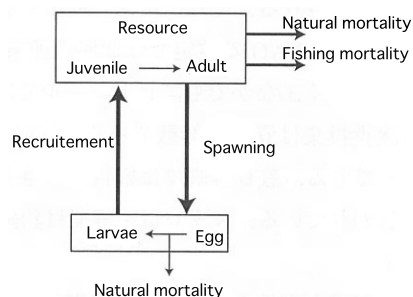 Resource
Natural mortality
Juvenile
Adult
Fishing mortality
Recruitement
Spawning
Larvae
Egg
Natural mortality